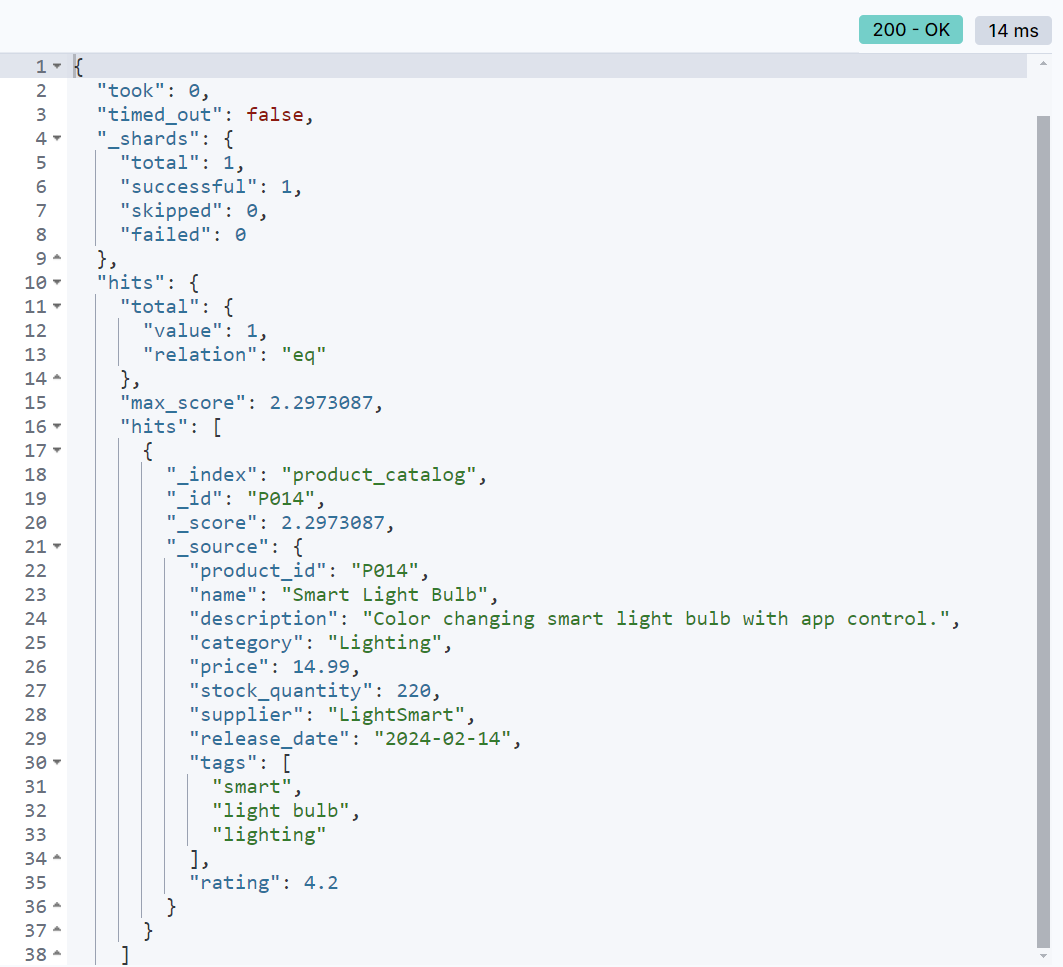 200 - OK 14 ms
1 {
2 "took": 0,
3 "timed_out": false,
4 "_shards": {
5 "total": 1,
6 "successful": 1,
7 "skipped": 0,
8 "failed": 0
9 },
10 "hits": {
11 "total": {
12 "value": 1,
13 "relation": "eq"
14 },
15 "max_score": 2.2973087,
16 "hits": [
17 {
18 "_index": "product_catalog",
19 "_id": "P014",
20 "_score": 2.2973087,
21 "_source": {
22 "product_id": "P014",
23 "name": "Smart Light Bulb",
24 "description": "Color changing smart light bulb with app control.",
25 "category": "Lighting",
26 "price": 14.99,
27 "stock_quantity": 220,
28 "supplier": "LightSmart",
29 "release_date": "2024-02-14",
30 "tags": [
31 "smart",
32 "light bulb",
33 "lighting"
34 ],
35 "rating": 4.2
36 }
37 }
38 ]